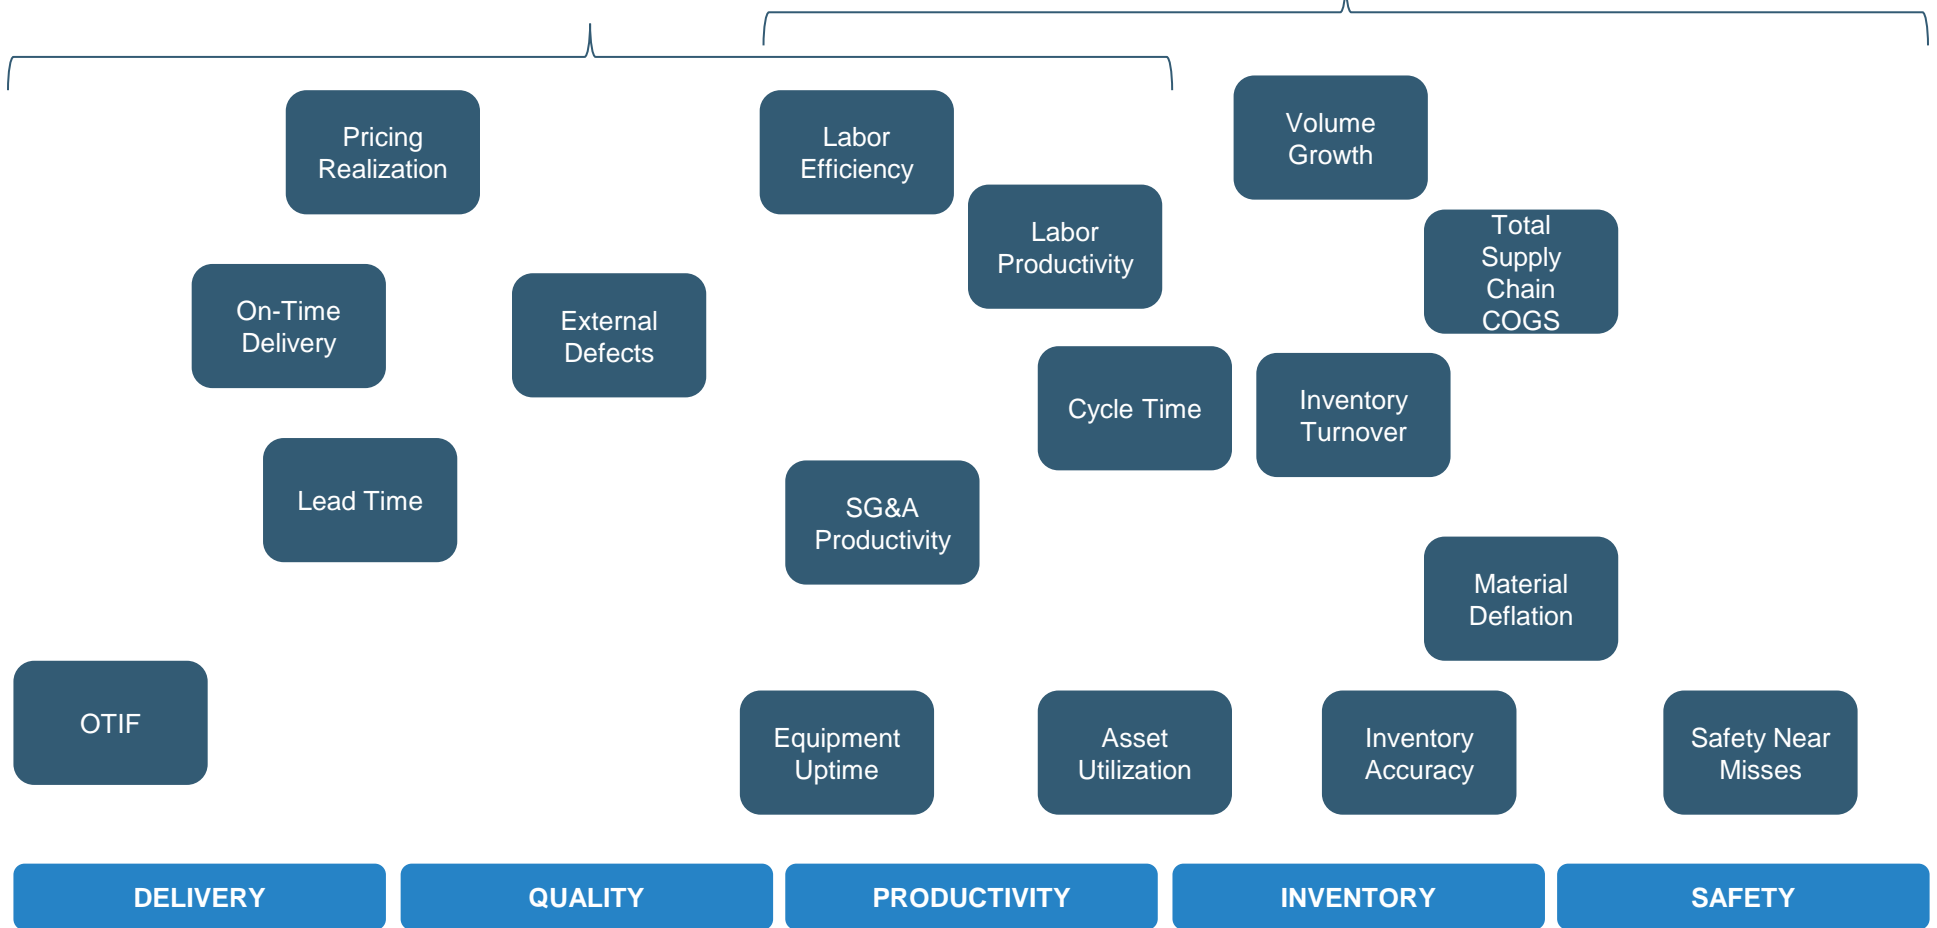 Pricing
Realization
Labor
Efficiency
Volume
Growth
Labor
Productivity
Total
Supply
Chain
COGS
On-Time
Delivery
External
Defects
Cycle Time
Inventory
Turnover
Lead Time
SG&A
Productivity
Material
Deflation
OTIF
Equipment
Uptime
Asset
Utilization
Inventory
Accuracy
Safety Near
Misses
DELIVERY
QUALITY
PRODUCTIVITY
INVENTORY
SAFETY